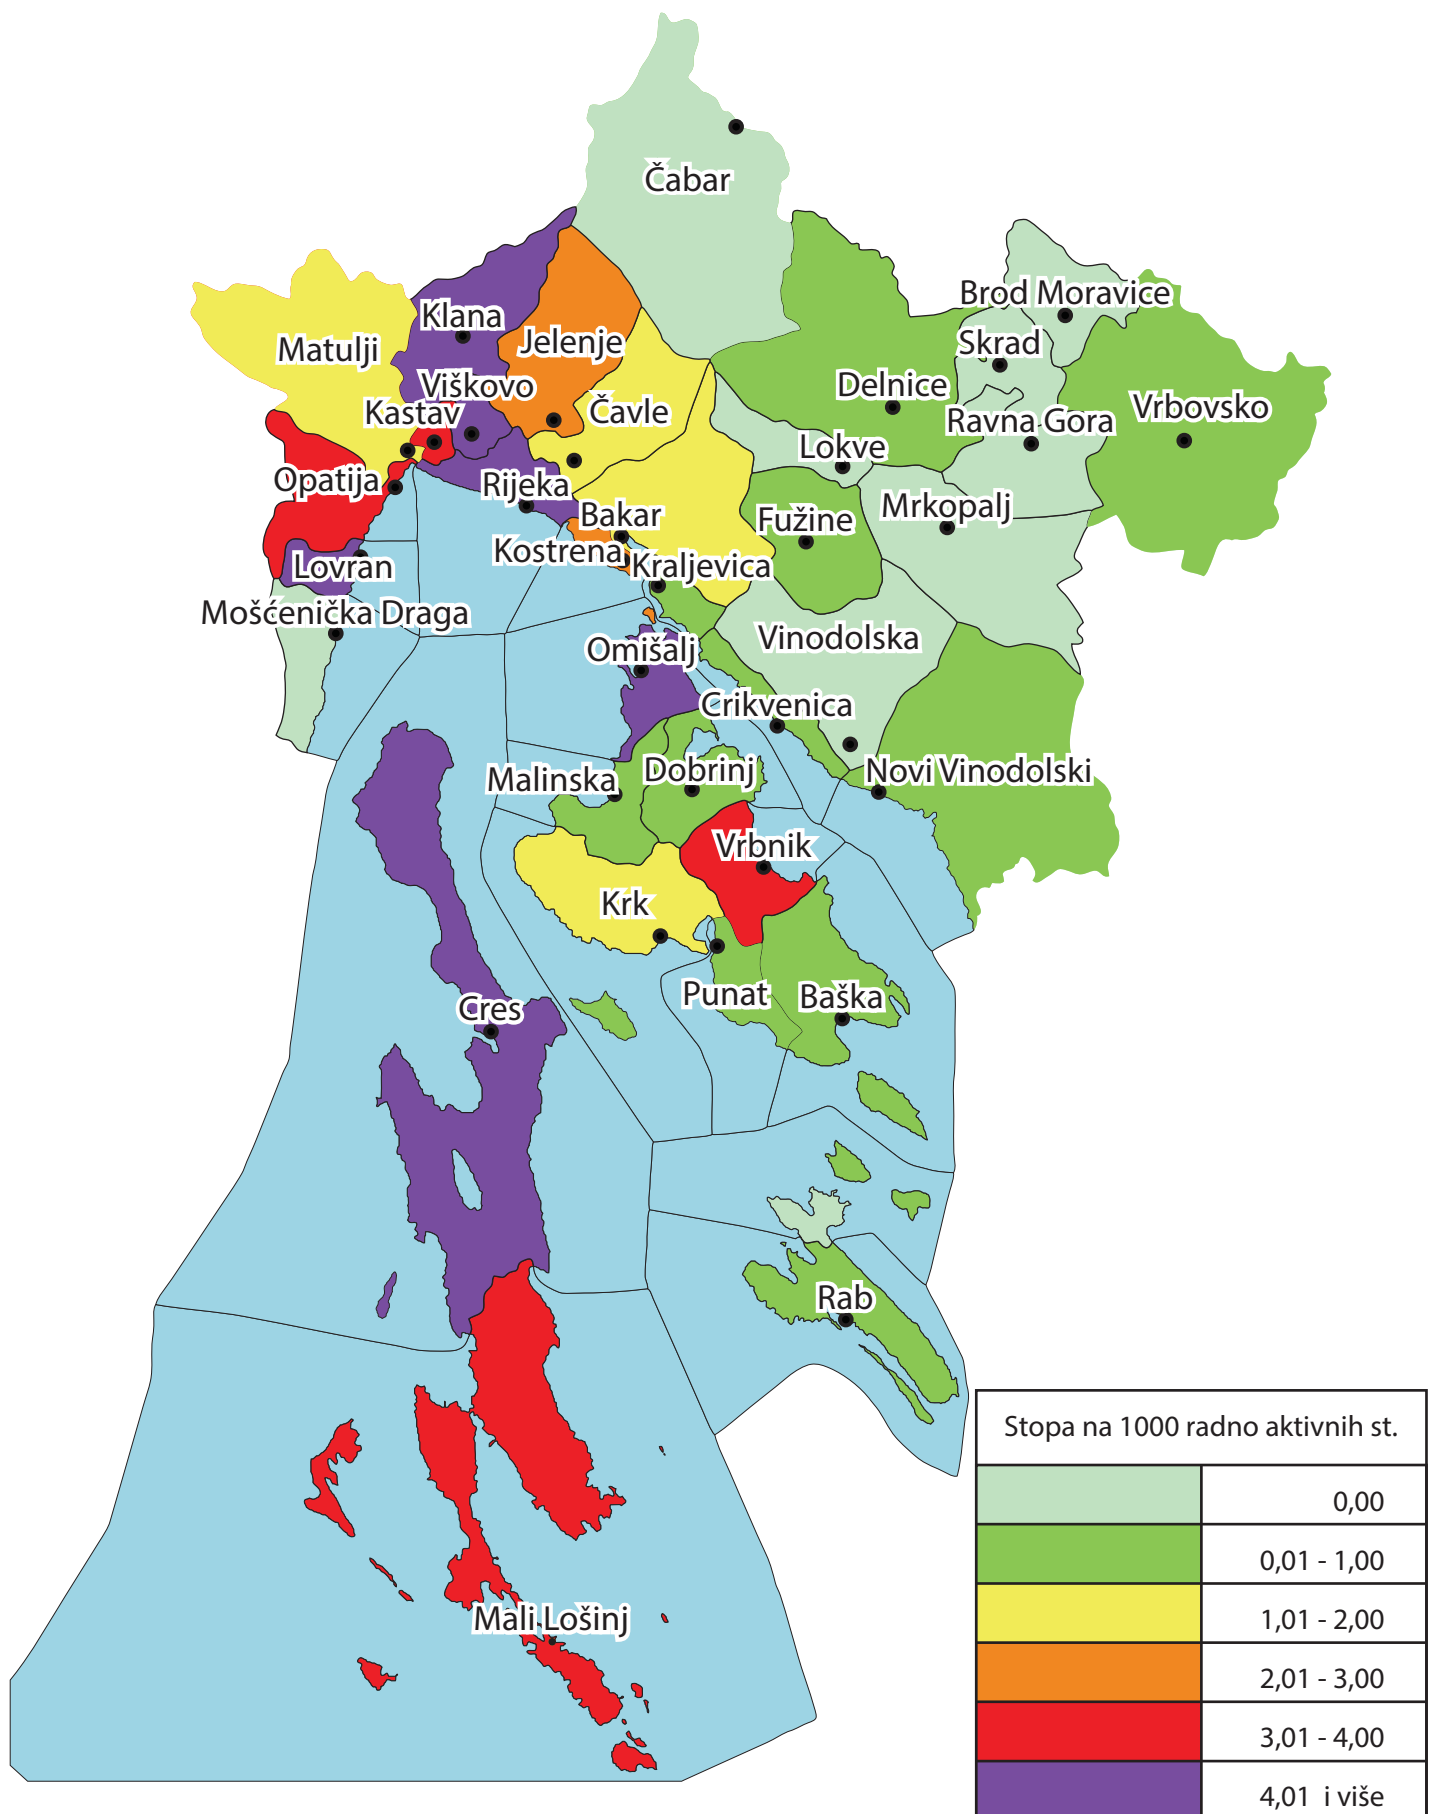 Čabar
Brod Moravice
Klana
Jelenje
Skrad
Matulji
Viškovo
Delnice
Kastav
Čavle
Vrbovsko
Ravna Gora
Lokve
Opatija
Rijeka
Mrkopalj
Bakar
Fužine
Kostrena
Lovran
Kraljevica
Mošćenička Draga
Vinodolska
Omišalj
Crikvenica
Malinska
Dobrinj
Novi Vinodolski
Vrbnik
Krk
Punat
Baška
Cres
Rab
Mali Lošinj
Stopa na 1000 radno aktivnih st.
0,00
0,01 - 1,00
1,01 - 2,00
2,01 - 3,00
3,01 - 4,00
4,01 i više